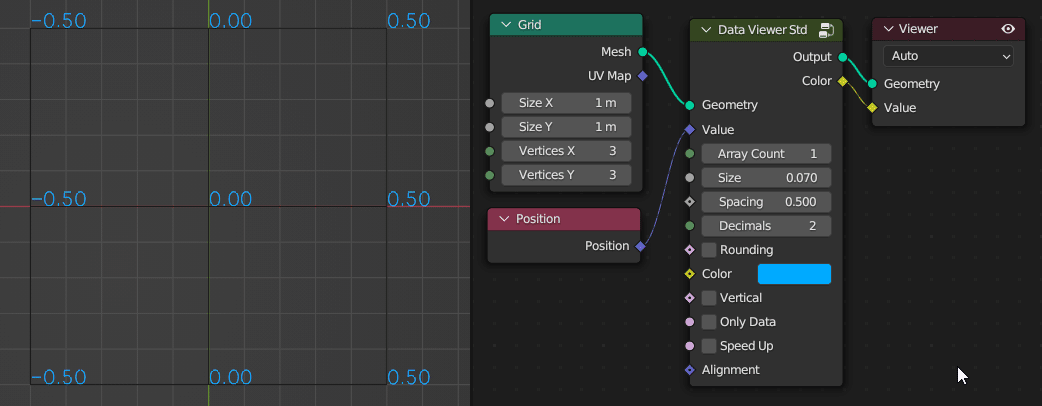 -0.50 0.00 0.50
-0.50 0.00 0.50
-0.50 0.00 0.50
Grid
Mesh
UV Map
Size X 1 m
Size Y 1 m
Vertices X 3
Vertices Y 3
Position
Position
Data Viewer Std
Output
Color
Geometry
Value
Array Count 1
Size 0.070
Spacing 0.500
Decimals 2
Rounding
Color
Vertical
Only Data
Speed Up
Alignment
Viewer
Auto
Geometry
Value